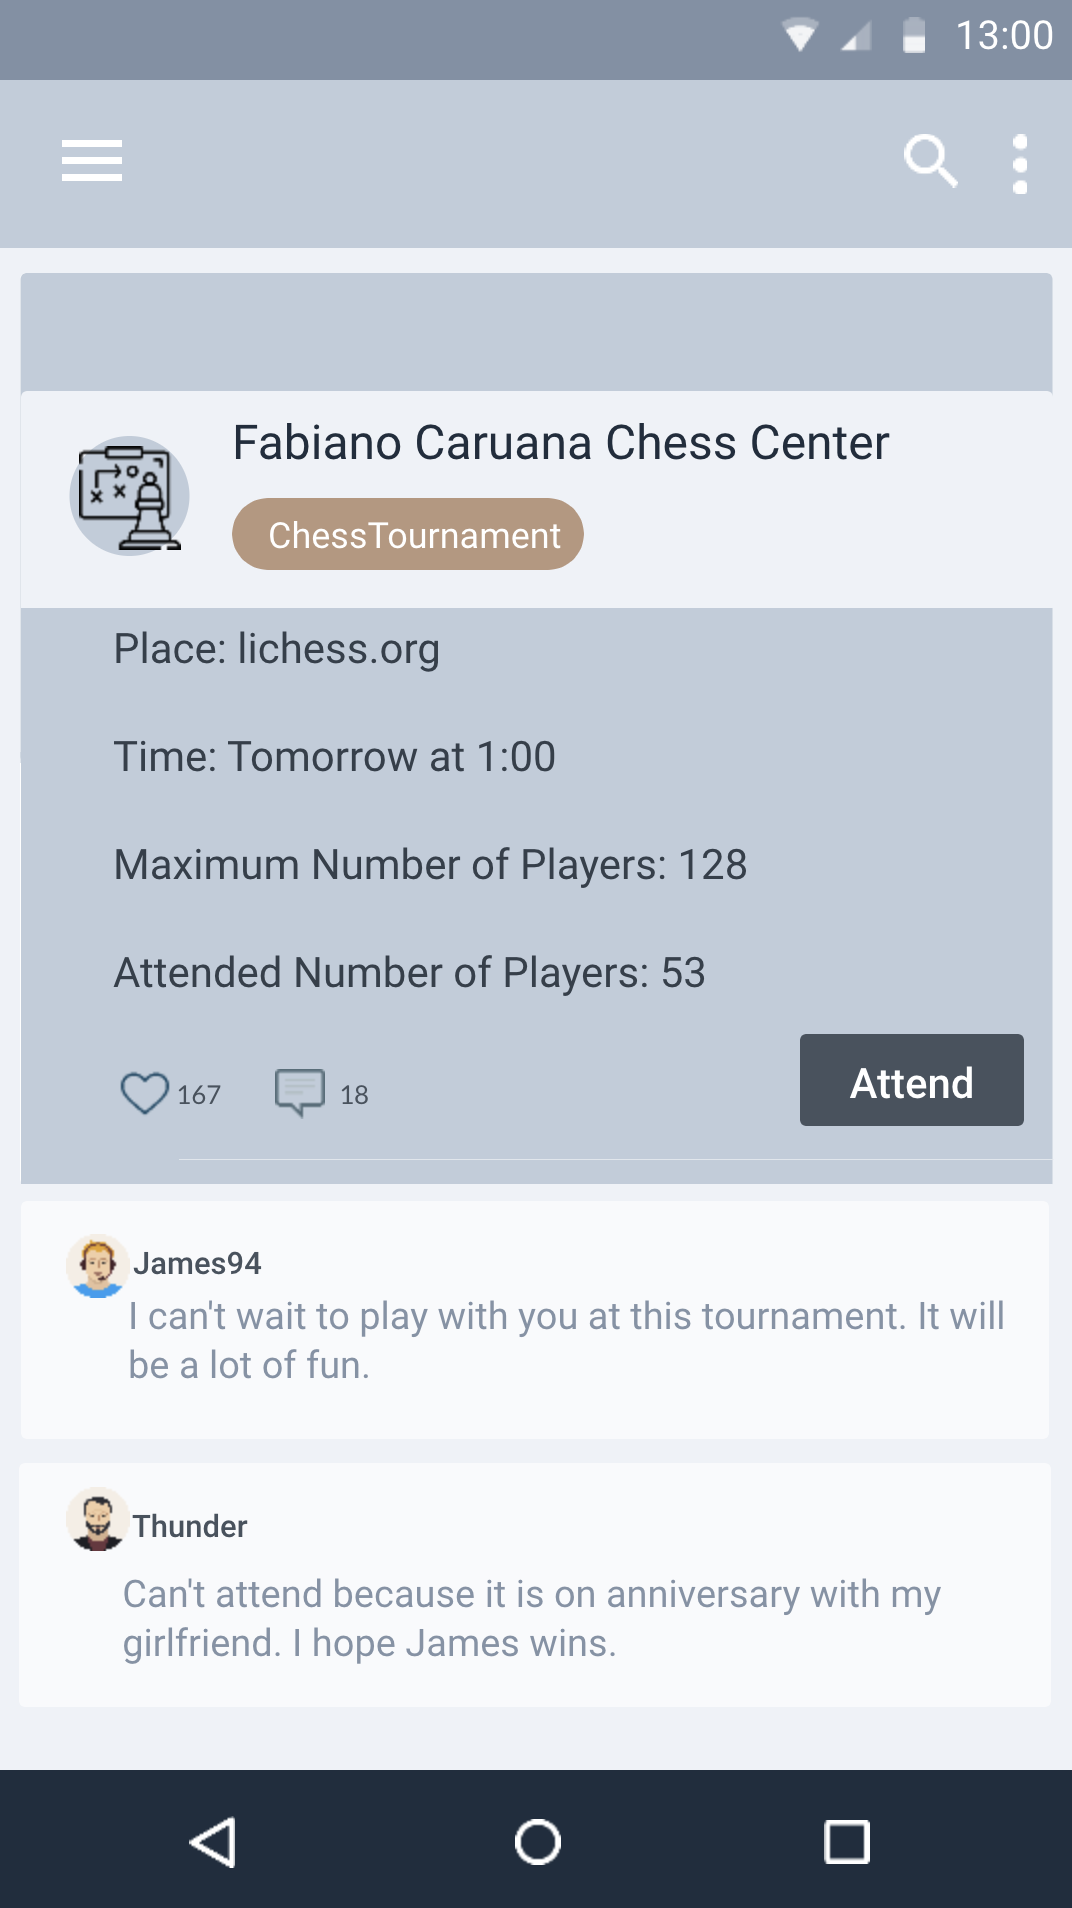 13:00
Fabiano Caruana Chess Center
ChessTournament
Place: lichess.org
Time: Tomorrow at 1:00
Maximum Number of Players: 128
Attended Number of Players: 53
167
18
Attend
James94
I can't wait to play with you at this tournament. It will
be a lot of fun.
Thunder
Can't attend because it is on anniversary with my
girlfriend. I hope James wins.